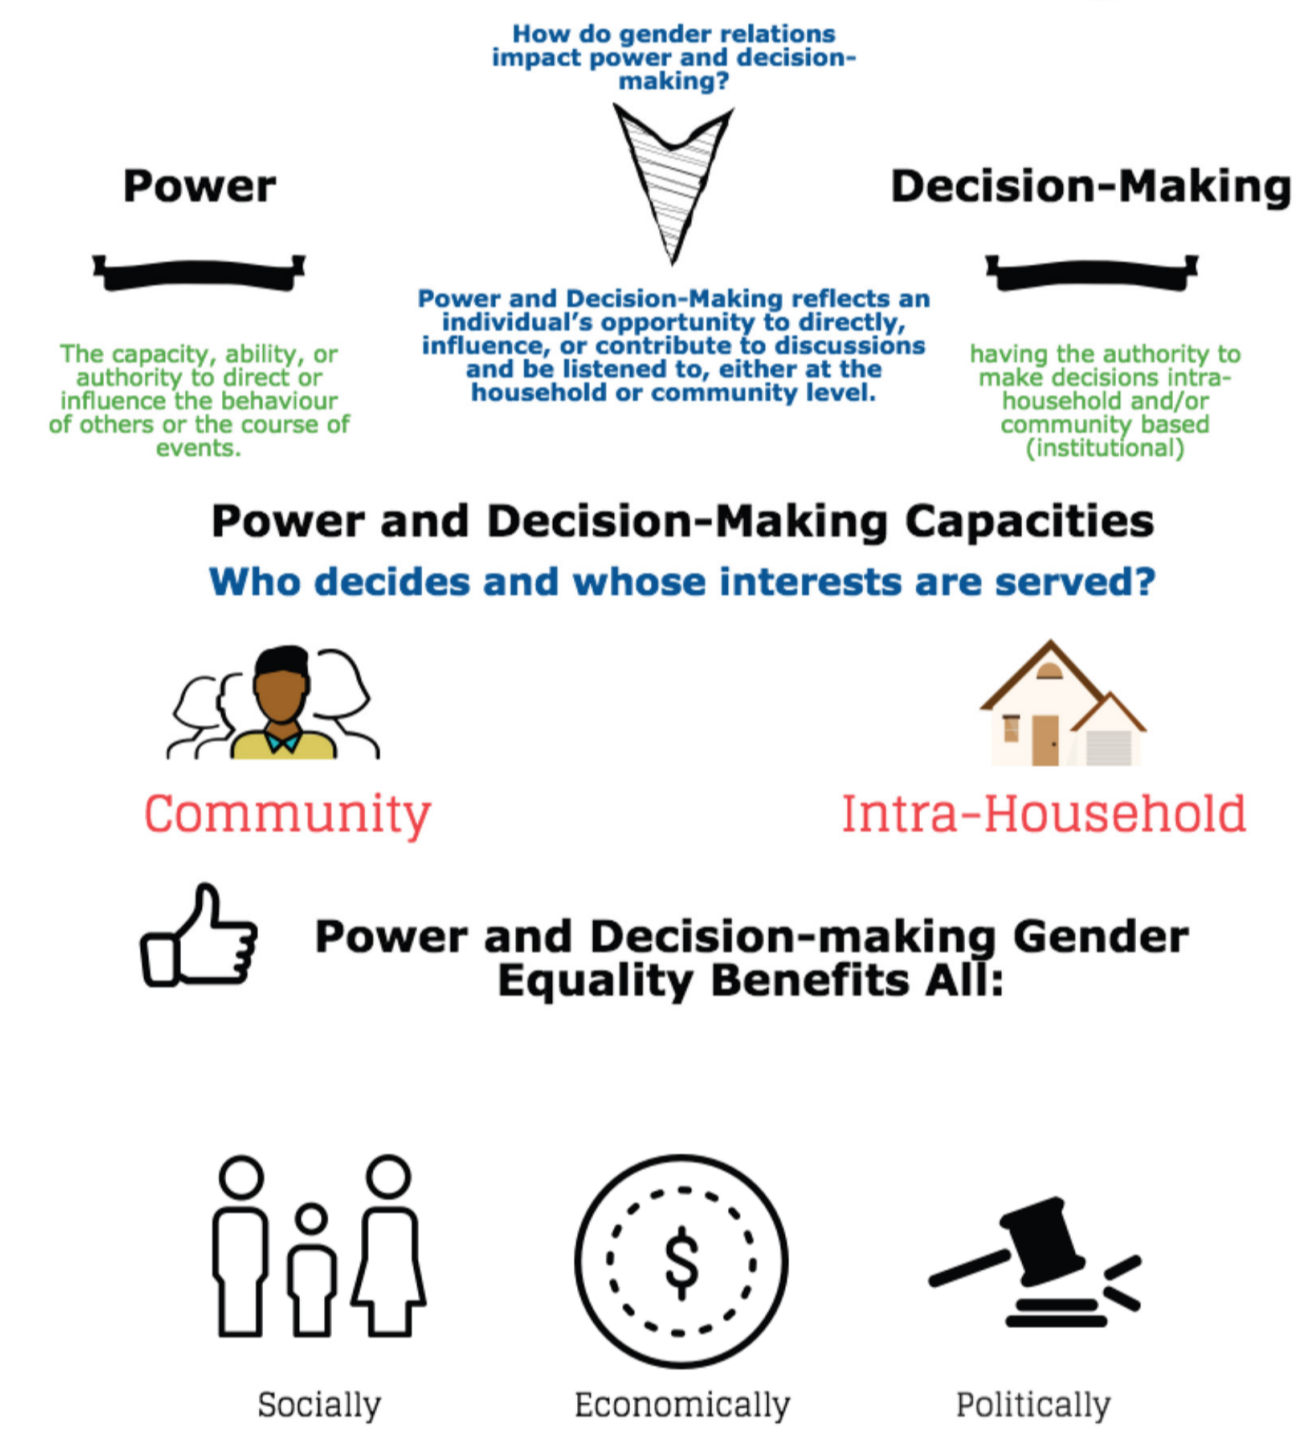 How do gender relations
impact power and decision-
making?
Power
Decision-Making
Power and Decision-Making reflects an
individual's opportunity to directly,
influence, or contribute to discussions
and be listened to, either at the
household or community level.
The capacity, ability, or
authority to direct or
influence the behaviour
of others or the course of
events.
having the authority to
make decisions intra-
household and/or
community based
(institutional)
Power and Decision-Making Capacities
Who decides and whose interests are served?
Community
Intra-Household
Power and Decision-making Gender
Equality Benefits All:
$
Socially
Economically
Politically